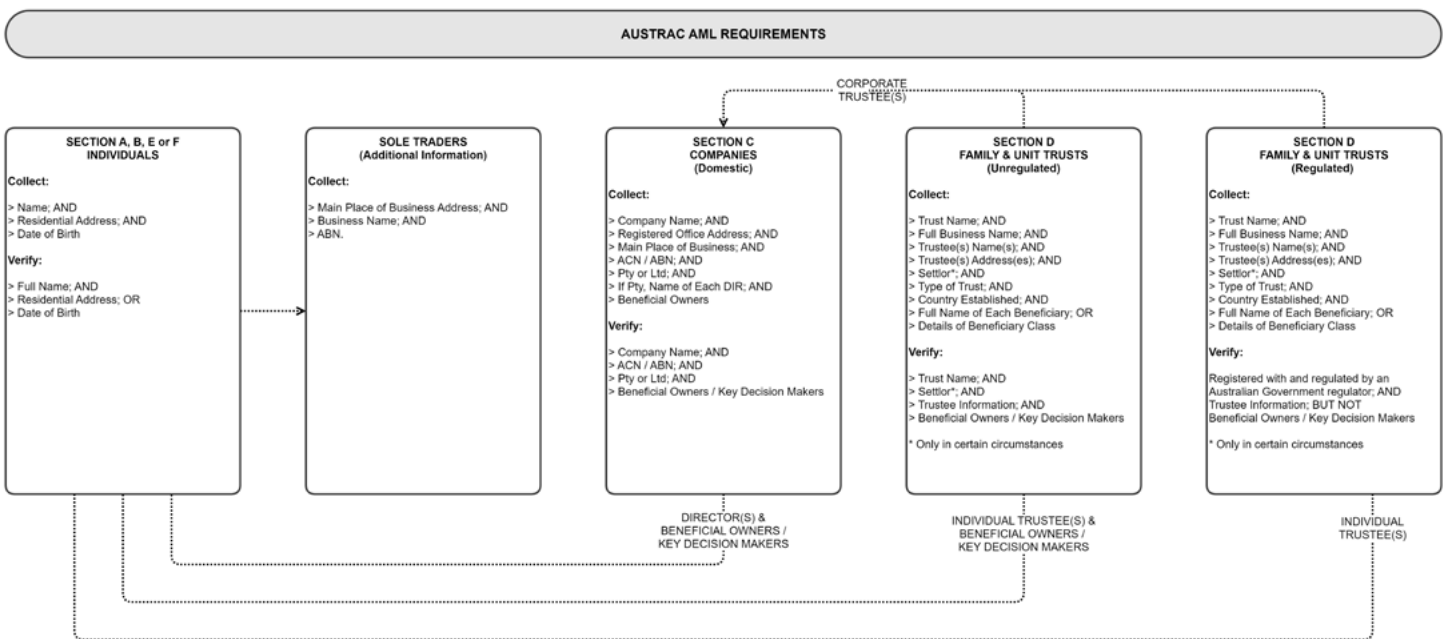 AUSTRAC AML REQUIREMENTS
CORPORATE
TRUSTEE(S)
SECTION A, B, E or F
INDIVIDUALS
Collect:
> Name; AND
> Residential Address; AND
> Date of Birth
Verify:
> Full Name; AND
> Residential Address; OR
> Date of Birth
SOLE TRADERS
(Additional Information)
Collect:
> Main Place of Business Address; AND
> Business Name; AND
> ABN.
SECTION C
COMPANIES
(Domestic)
Collect:
> Company Name; AND
> Registered Office Address; AND
> Main Place of Business; AND
> ACN / ABN; AND
> Pty or Ltd; AND
> If Pty, Name of Each DIR; AND
> Beneficial Owners
Verify:
> Company Name; AND
> ACN / ABN; AND
> Pty or Ltd; AND
> Beneficial Owners / Key Decision Makers
SECTION D
FAMILY & UNIT TRUSTS
(Unregulated)
Collect:
> Trust Name; AND
> Full Business Name; AND
> Trustee(s) Name(s); AND
> Trustee(s) Address(es); AND
> Settlor*; AND
> Type of Trust; AND
> Country Established; AND
> Full Name of Each Beneficiary; OR
> Details of Beneficiary Class
Verify:
> Trust Name; AND
> Settlor*; AND
> Trustee Information; AND
> Beneficial Owners / Key Decision Makers
* Only in certain circumstances
SECTION D
FAMILY & UNIT TRUSTS
(Regulated)
Collect:
> Trust Name; AND
> Full Business Name; AND
> Trustee(s) Name(s); AND
> Trustee(s) Address(es); AND
> Settlor*; AND
> Type of Trust; AND
> Country Established; AND
> Full Name of Each Beneficiary; OR
> Details of Beneficiary Class
Verify:
Registered with and regulated by an
Australian Government regulator; AND
Trustee Information; BUT NOT
Beneficial Owners / Key Decision Makers
* Only in certain circumstances
DIRECTOR(S) &
BENEFICIAL OWNERS /
KEY DECISION MAKERS
INDIVIDUAL TRUSTEE(S) &
BENEFICIAL OWNERS /
KEY DECISION MAKERS
INDIVIDUAL
TRUSTEE(S)